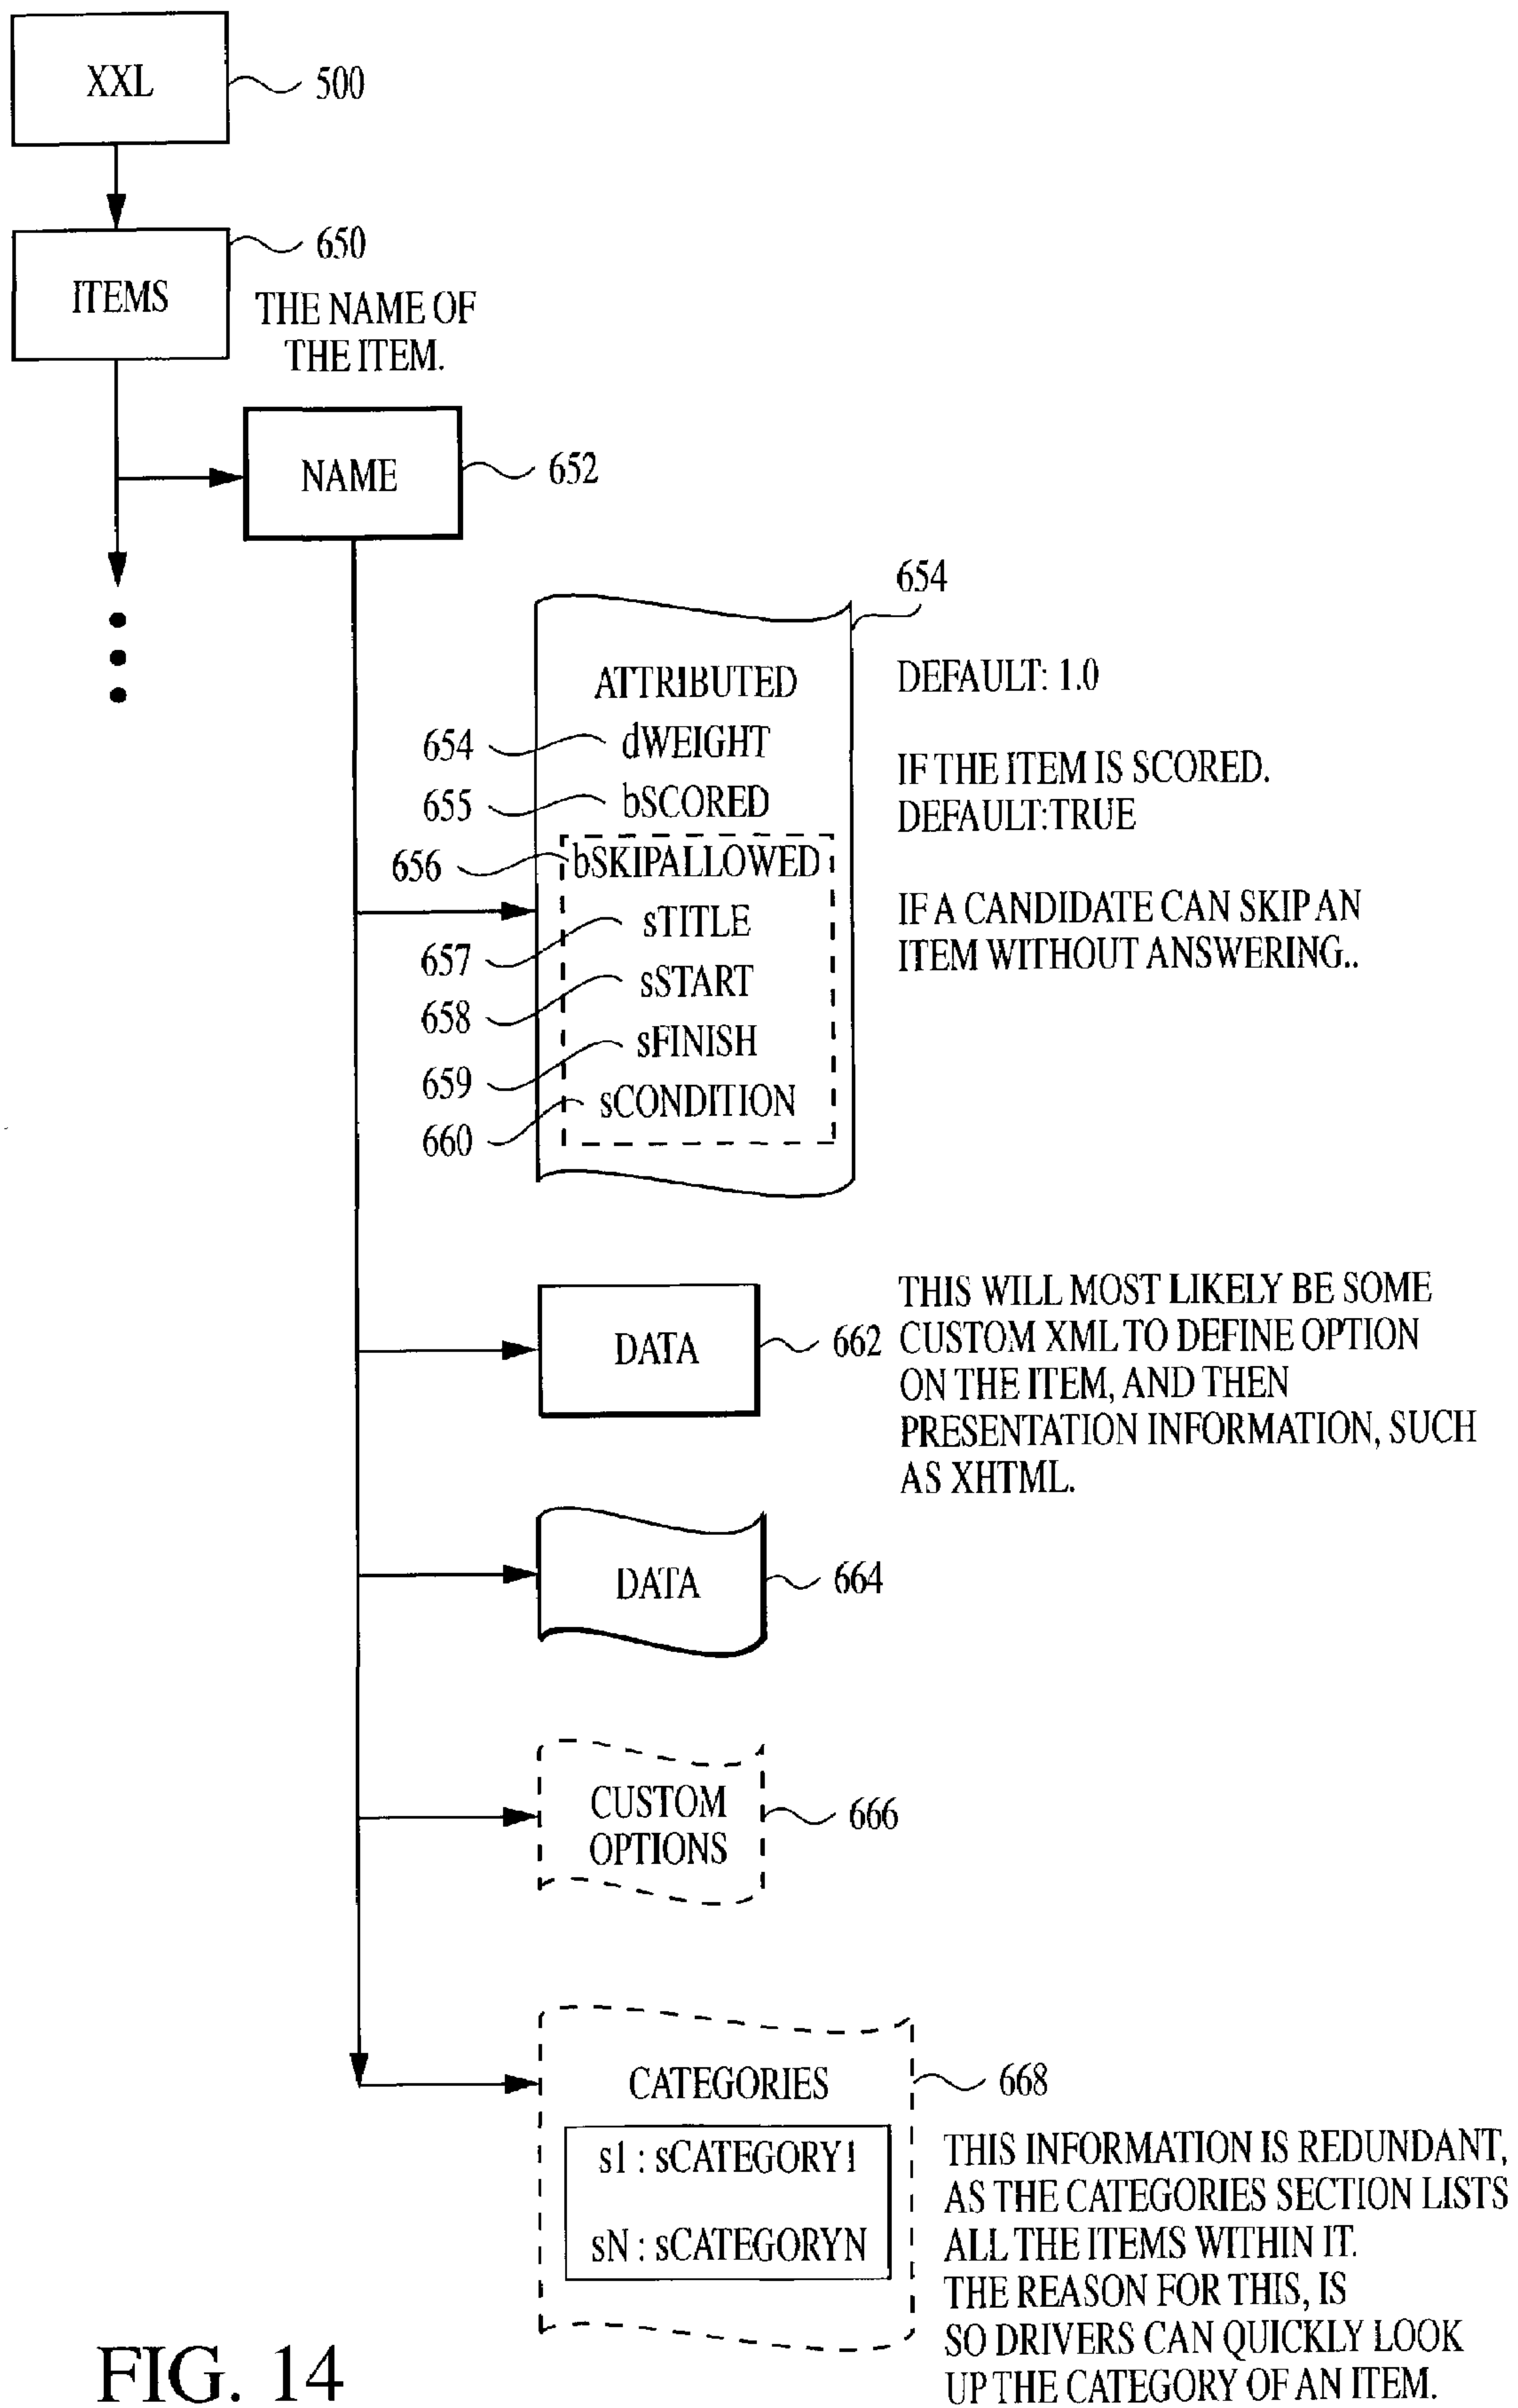 XXL
500
650
ITEMS
THE NAME OF
THE ITEM.
NAME
652
654
ATTRIBUTED
DEFAULT: 1.0
654
dWEIGHT
IF THE ITEM IS SCORED.
655
bSCORED
DEFAULT:TRUE
656
bSKIPALLOWED
IF A CANDIDATE CAN SKIP AN
ITEM WITHOUT ANSWERING..
657
sTITLE
658
sSTART
659
sFINISH
660
sCONDITION
DATA
662
THIS WILL MOST LIKELY BE SOME
CUSTOM XML TO DEFINE OPTION
ON THE ITEM, AND THEN
PRESENTATION INFORMATION, SUCH
AS XHTML.
DATA
664
CUSTOM
OPTIONS
666
CATEGORIES
668
s1 : sCATEGORY1
sN : sCATEGORYN
THIS INFORMATION IS REDUNDANT,
AS THE CATEGORIES SECTION LISTS
ALL THE ITEMS WITHIN IT.
THE REASON FOR THIS, IS
SO DRIVERS CAN QUICKLY LOOK
UP THE CATEGORY OF AN ITEM.
FIG. 14